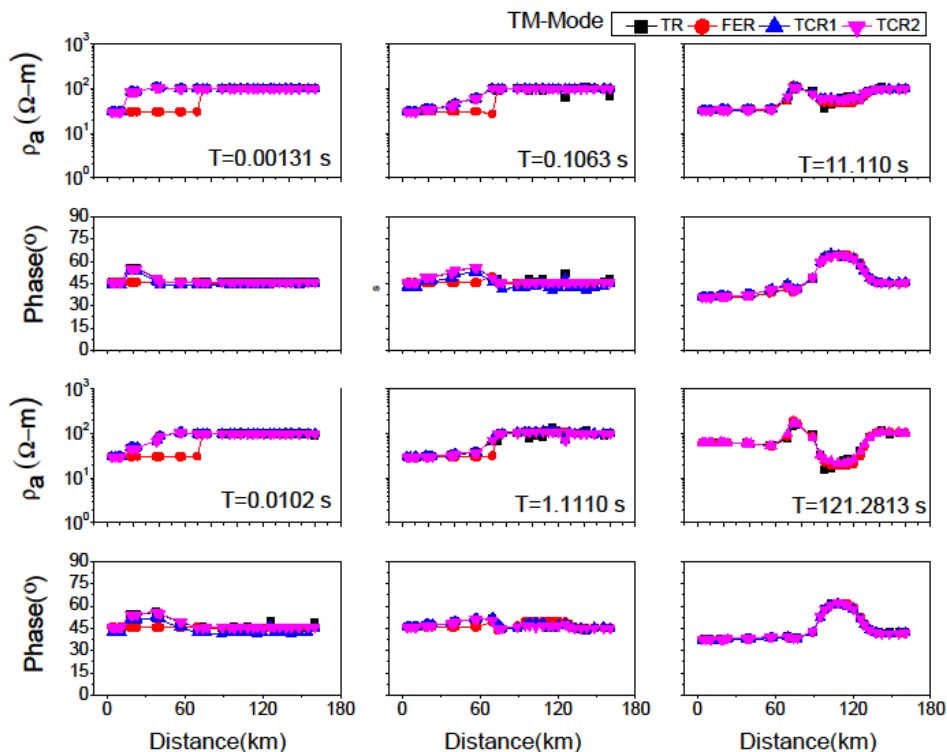 TM-Mode TR FER TCR1 TCR2
10³
10²
10¹
10⁰
ρa (Ω–m)
T=0.00131 s
T=0.1063 s
T=11.110 s
90
75
60
45
30
15
0
Phase(º)
s
10³
10²
10¹
10⁰
ρa (Ω–m)
T=0.0102 s
T=1.1110 s
T=121.2813 s
90
75
60
45
30
15
0
Phase(º)
0 60 120 180 0 60 120 180 0 60 120 180
Distance(km) Distance(km) Distance(km)